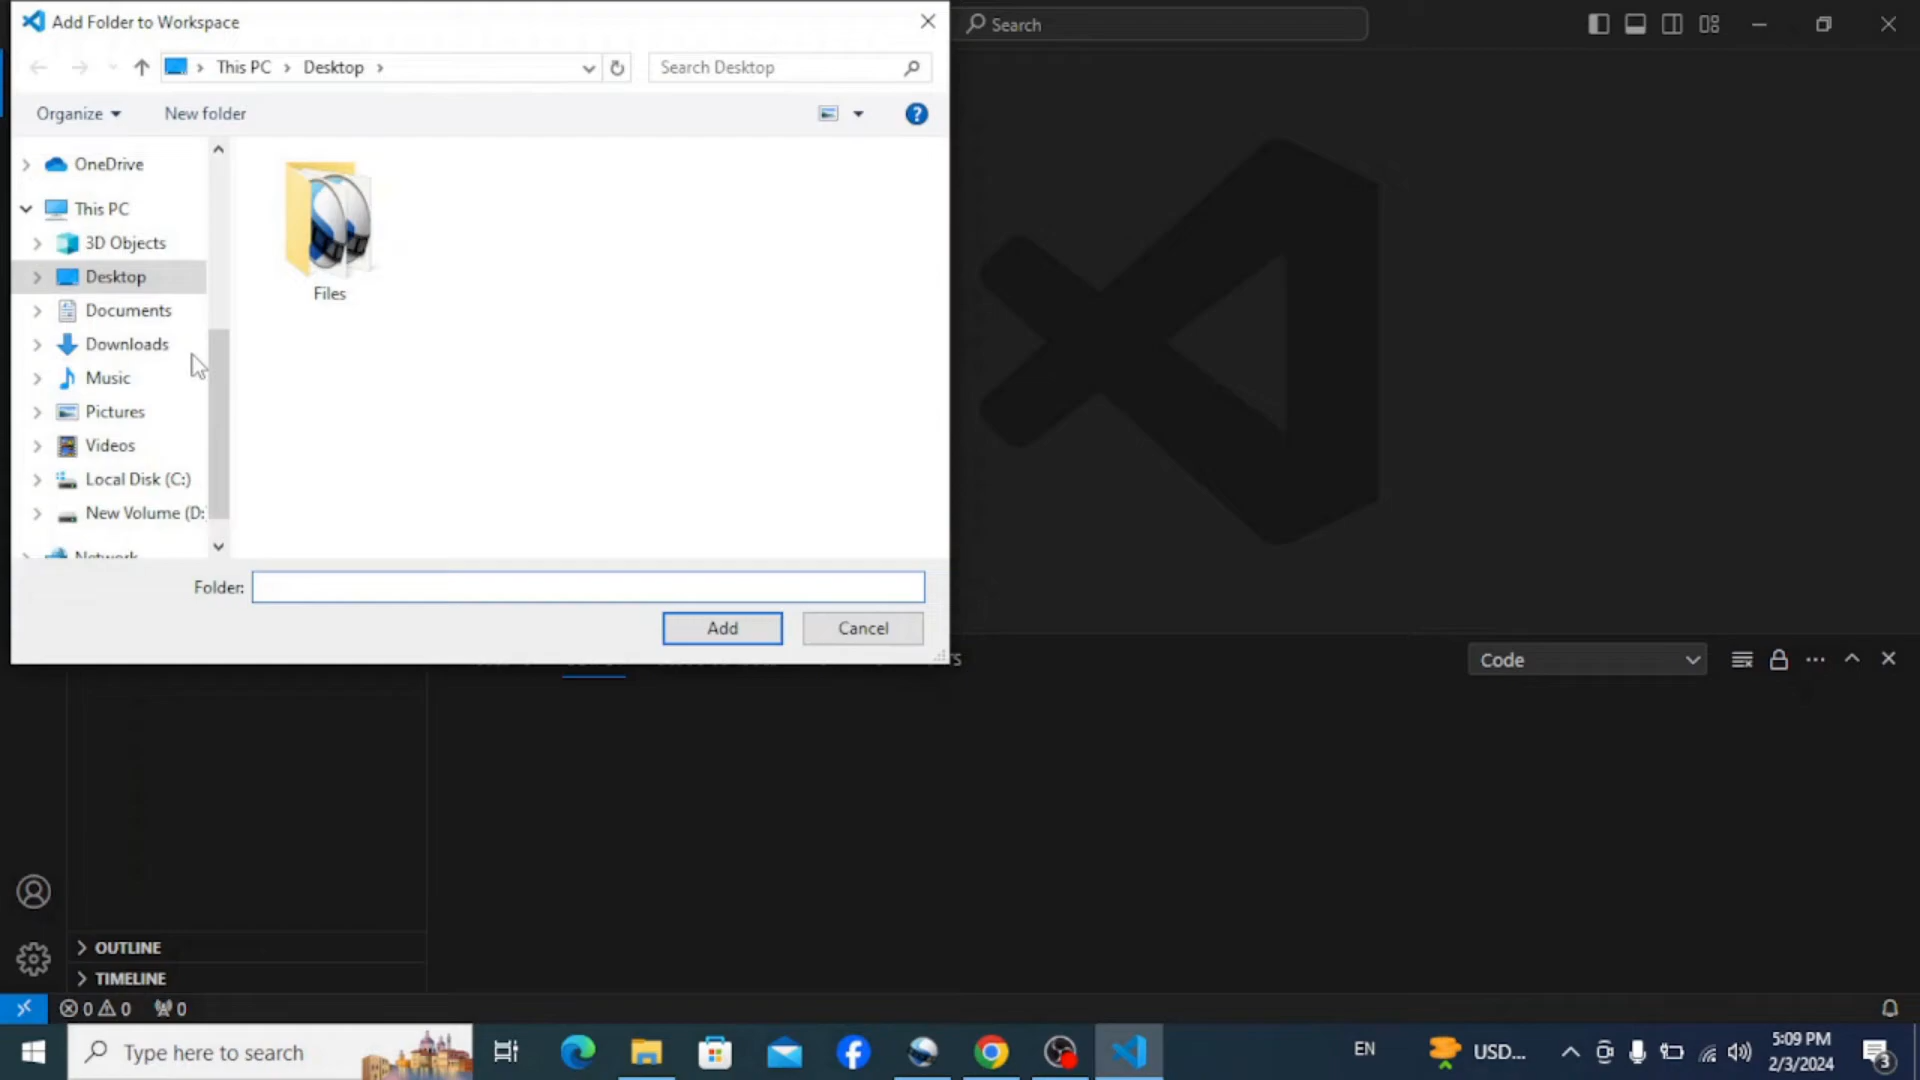 Add Folder to Workspace
Search
This PC
Desktop
Search Desktop
Organize
New folder
OneDrive
This PC
3D Objects
Desktop
Documents
Downloads
Music
Pictures
Videos
Local Disk (C:)
New Volume (D:
Network
Files
Folder:
Add
Cancel
Code
OUTLINE
TIMELINE
0 0 0
Type here to search
EN
USD...
5:09 PM
2/3/2024
3